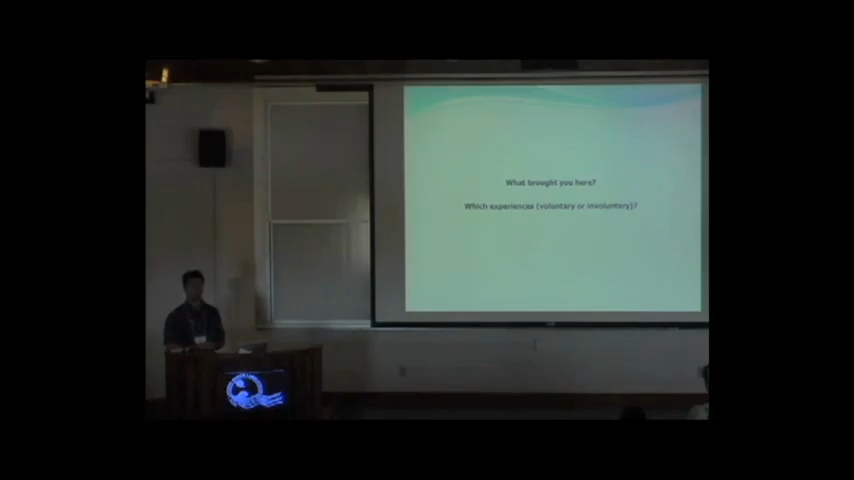 What brought you here?
Which experiences (voluntary or involuntary)?